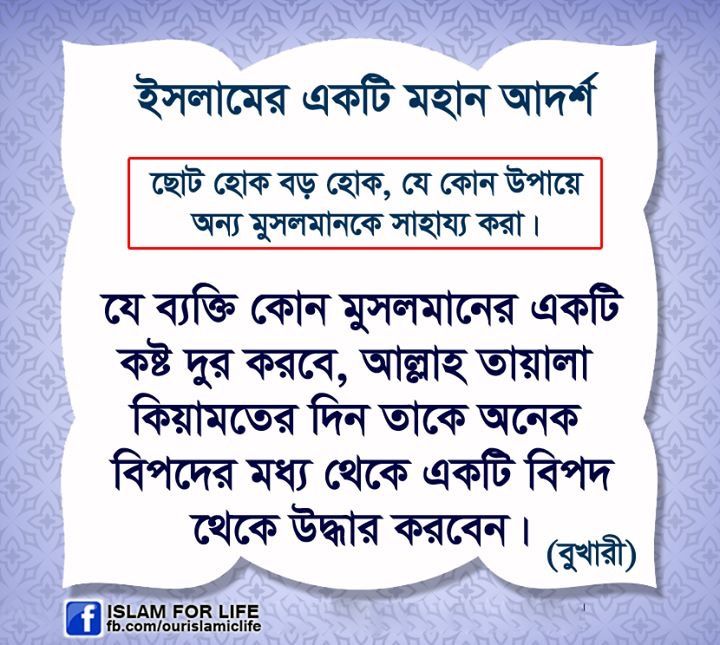 ইসলামের একটি মহান আদর্শ
ছোট হোক বড় হোক, যে কোন উপায়ে
অন্য মুসলমানকে সাহায্য করা।
যে ব্যক্তি কোন মুসলমানের একটি
কষ্ট দুর করবে, আল্লাহ তায়ালা
কিয়ামতের দিন তাকে অনেক
বিপদের মধ্য থেকে একটি বিপদ
থেকে উদ্ধার করবেন।
(বুখারী)
ISLAM FOR LIFE
fb.com/ourislamiclife